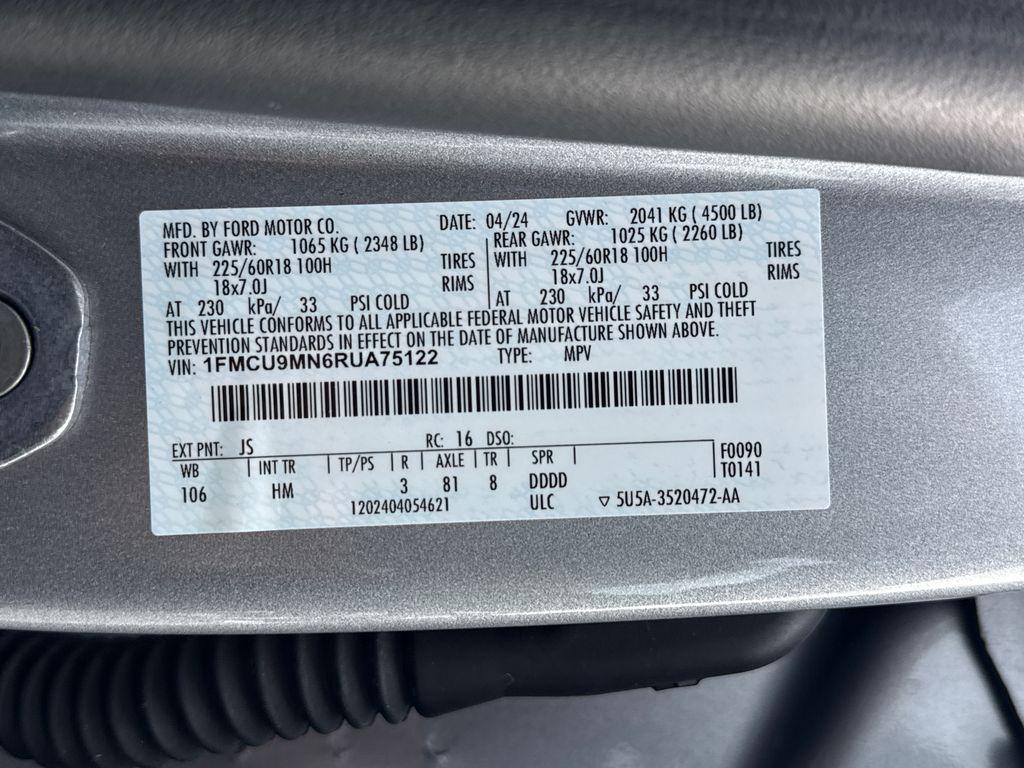 MFD. BY FORD MOTOR CO. DATE: 04/24 GVWR: 2041 KG ( 4500 LB)
FRONT GAWR: 1065 KG ( 2348 LB) REAR GAWR: 1025 KG ( 2260 LB)
WITH 225/60R18 100H TIRES WITH 225/60R18 100H TIRES
18x7.0J RIMS 18x7.0J RIMS
AT 230 kPa/ 33 PSI COLD AT 230 kPa/ 33 PSI COLD
THIS VEHICLE CONFORMS TO ALL APPLICABLE FEDERAL MOTOR VEHICLE SAFETY AND THEFT
PREVENTION STANDARDS IN EFFECT ON THE DATE OF MANUFACTURE SHOWN ABOVE.
VIN: 1FMCU9MN6RUA75122 TYPE: MPV
EXT PNT: JS RC: 16 DSO:
WB INT TR TP/PS R AXLE TR SPR F0090
106 HM 3 81 8 DDDD T0141
1202404054621 ULC ▽ 5U5A-3520472-AA